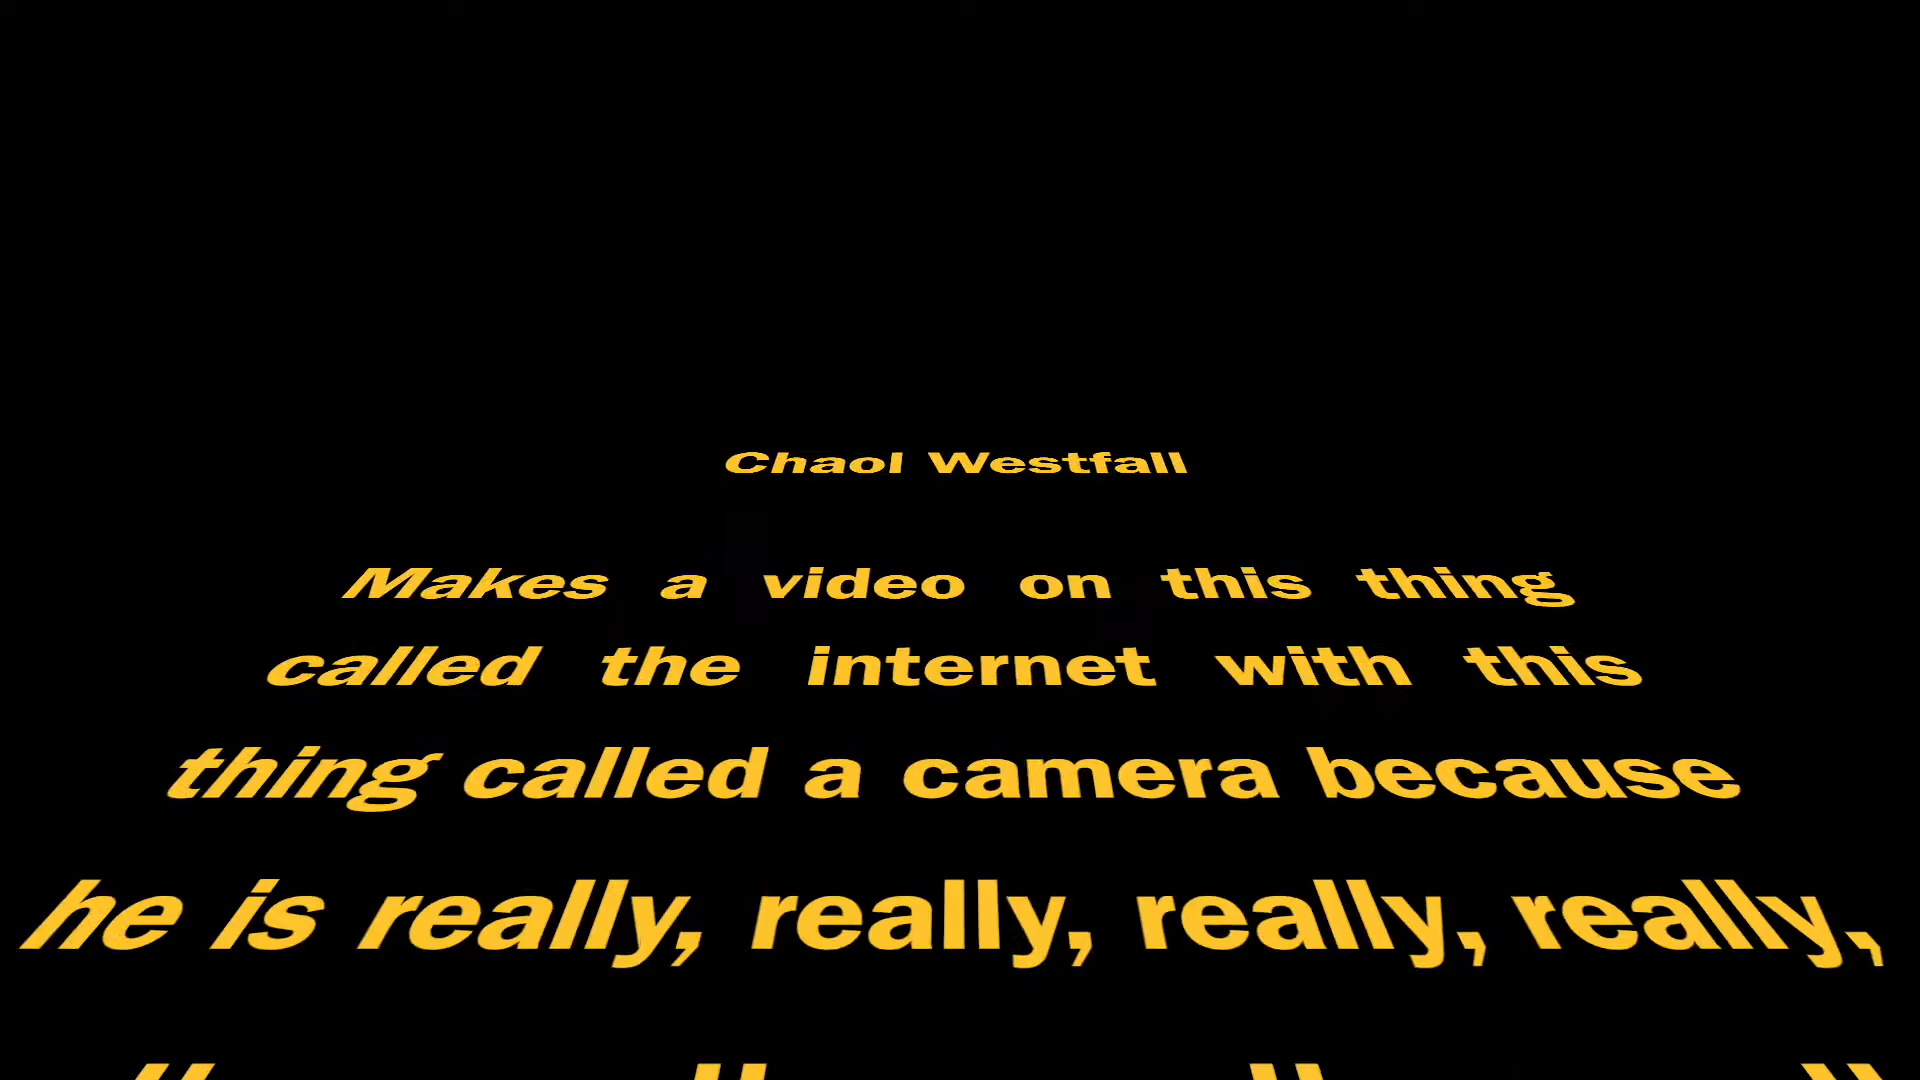 Chaol Westfall
Makes a video on this thing
called the internet with this
thing called a camera because
he is really, really, really, really,